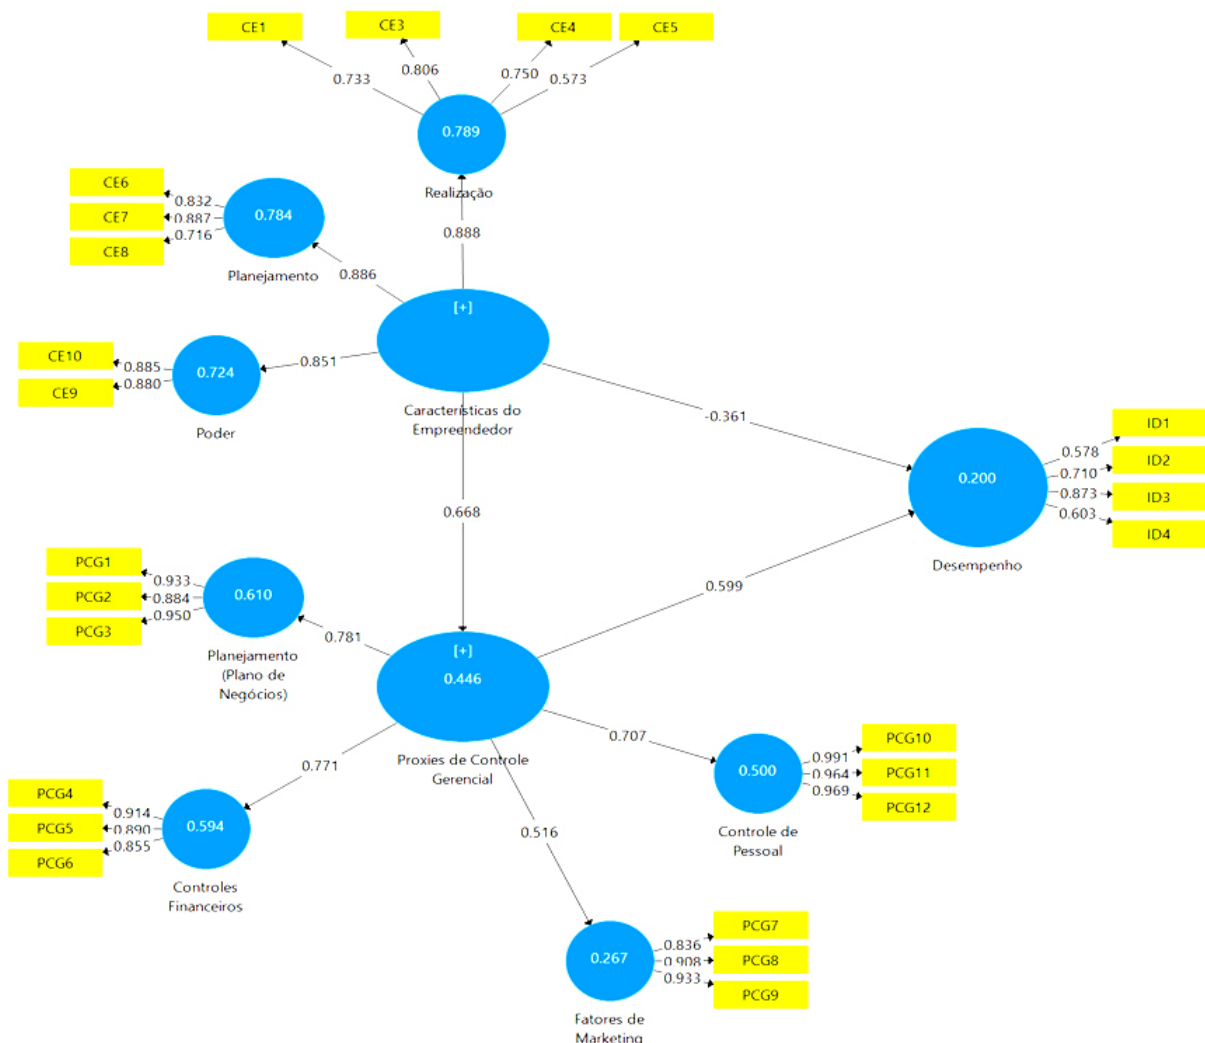 CE1
CE3
CE4
CE5
0.733
0.806
0.750
0.573
0.789
Realização
CE6
CE7
CE8
0.832
0.887
0.716
0.784
Planejamento
0.886
0.888
[+]
CE10
CE9
0.885
0.880
0.724
Poder
0.851
Características do
Empreendedor
-0.361
0.668
0.200
Desempenho
0.578
0.710
0.873
0.603
ID1
ID2
ID3
ID4
0.599
PCG1
PCG2
PCG3
0.933
0.884
0.950
0.610
Planejamento
(Plano de
Negócios)
0.781
[+]
0.446
Proxies de Controle
Gerencial
0.707
0.500
Controle de
Pessoal
0.991
0.964
0.969
PCG10
PCG11
PCG12
0.771
PCG4
PCG5
PCG6
0.914
0.890
0.855
0.594
Controles
Financeiros
0.516
0.267
Fatores de
Marketing
0.836
0.908
0.933
PCG7
PCG8
PCG9